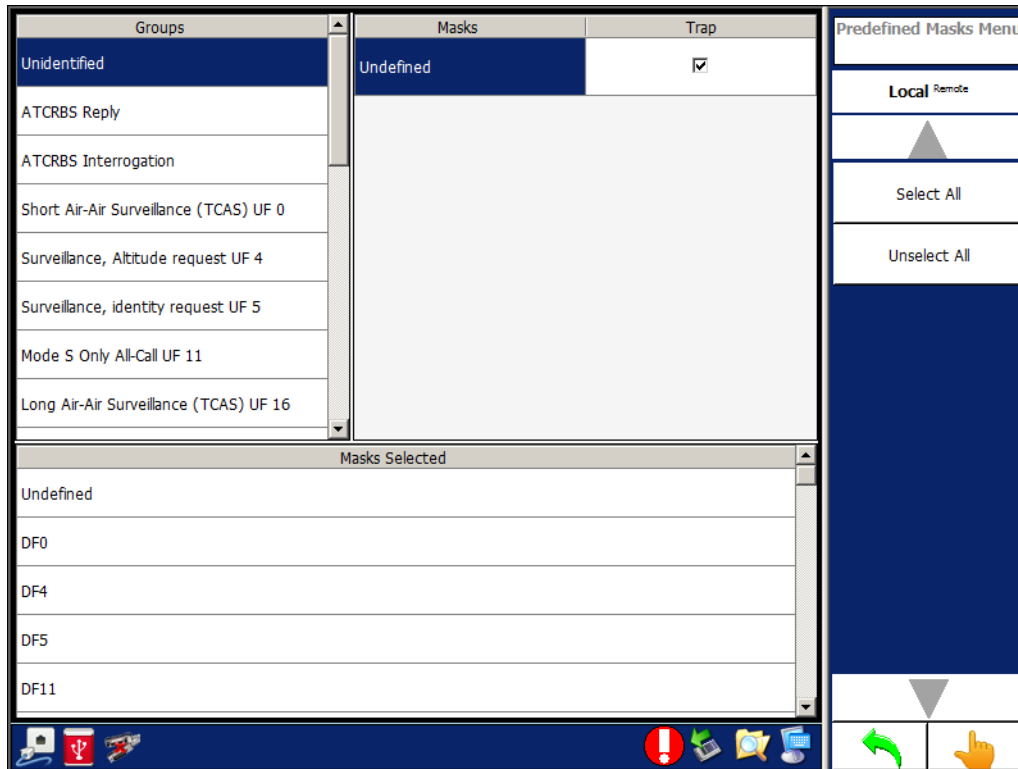 Groups
Masks
Trap
Predefined Masks Menu
Unidentified
Undefined
Local Remote
ATCRBS Reply
ATCRBS Interrogation
Short Air-Air Surveillance (TCAS) UF 0
Select All
Surveillance, Altitude request UF 4
Unselect All
Surveillance, identity request UF 5
Mode S Only All-Call UF 11
Long Air-Air Surveillance (TCAS) UF 16
Masks Selected
Undefined
DF0
DF4
DF5
DF11